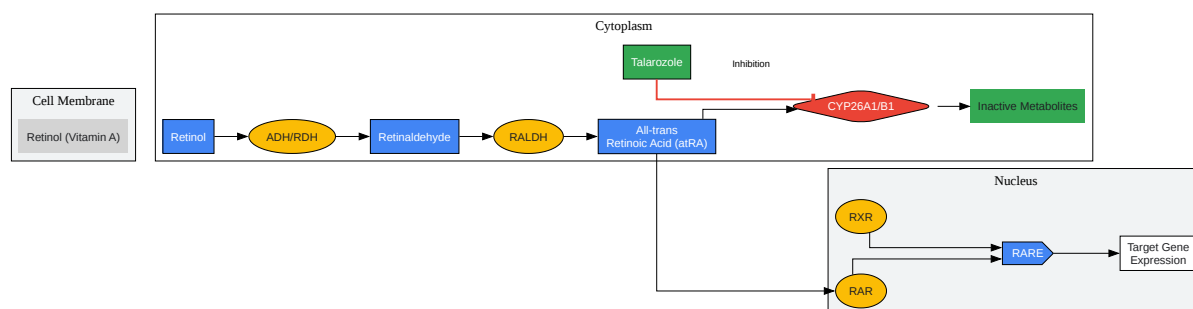 Cytoplasm
Talarozole
Inhibition
Cell Membrane
CYP26A1/B1
Inactive Metabolites
Retinol (Vitamin A)
Retinol
ADH/RDH
Retinaldehyde
RALDH
All-trans
Retinoic Acid (atRA)
Nucleus
RXR
RARE
Target Gene
Expression
RAR